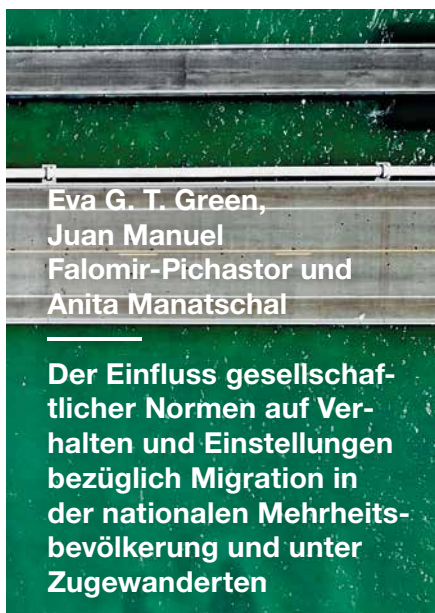 Eva G. T. Green,
Juan Manuel
Falomir-Pichastor und
Anita Manatschal
Der Einfluss gesellschaf-
tlicher Normen auf Ver-
halten und Einstellungen
bezüglich Migration in
der nationalen Mehrheits-
bevölkerung und unter
Zugewanderten